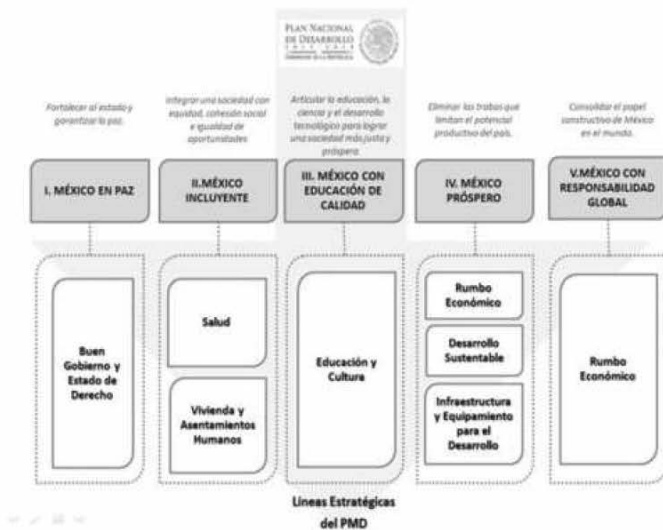 PLAN NACIONAL
DE DESARROLLO
Fortalecer al estado y
garantizar la paz.
Integrar una sociedad con
equidad, cohesión social
e igualdad de
oportunidades
Articular la educación, la
ciencia y el desarrollo
tecnológico para lograr
una sociedad más justa y
próspera.
Eliminar las trabas que
limitan el potencial
productivo del país.
Consolidar el papel
constructivo de México
en el mundo.
I. MÉXICO EN PAZ
II.MÉXICO
INCLUYENTE
III. MÉXICO CON
EDUCACIÓN DE
CALIDAD
IV. MÉXICO
PRÓSPERO
V.MÉXICO CON
RESPONSABILIDAD
GLOBAL
Buen
Gobierno y
Estado de
Derecho
Salud
Vivienda y
Asentamientos
Humanos
Educación y
Cultura
Rumbo
Económico
Desarrollo
Sustentable
Infraestructura
y Equipamiento
para el
Desarrollo
Rumbo
Económico
Líneas Estratégicas
del PMD